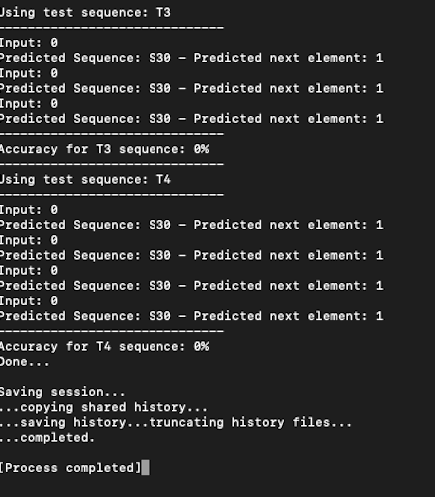 Using test sequence: T3
-------------------------------
Input: 0
Predicted Sequence: S30 - Predicted next element: 1
Input: 0
Predicted Sequence: S30 - Predicted next element: 1
Input: 0
Predicted Sequence: S30 - Predicted next element: 1
-------------------------------
Accuracy for T3 sequence: 0%
-------------------------------
Using test sequence: T4
-------------------------------
Input: 0
Predicted Sequence: S30 - Predicted next element: 1
Input: 0
Predicted Sequence: S30 - Predicted next element: 1
Input: 0
Predicted Sequence: S30 - Predicted next element: 1
Input: 0
Predicted Sequence: S30 - Predicted next element: 1
-------------------------------
Accuracy for T4 sequence: 0%
Done...
Saving session...
...copying shared history...
...saving history...truncating history files...
...completed.
[Process completed]